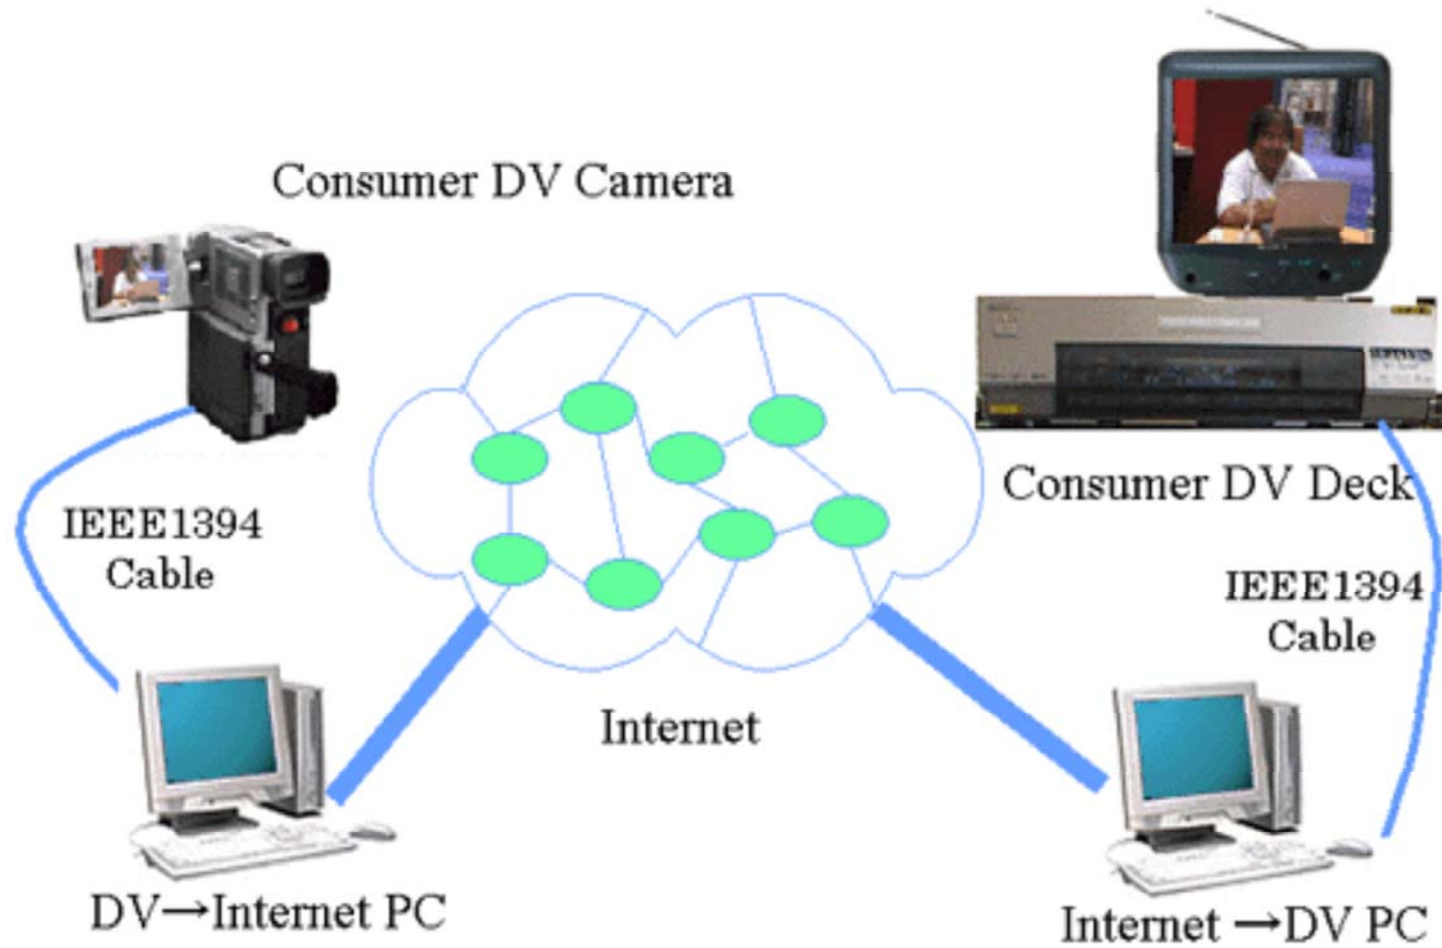 Consumer DV Camera
IEEE1394
Cable
DV→Internet PC
Internet
Consumer DV Deck
IEEE1394
Cable
Internet →DV PC